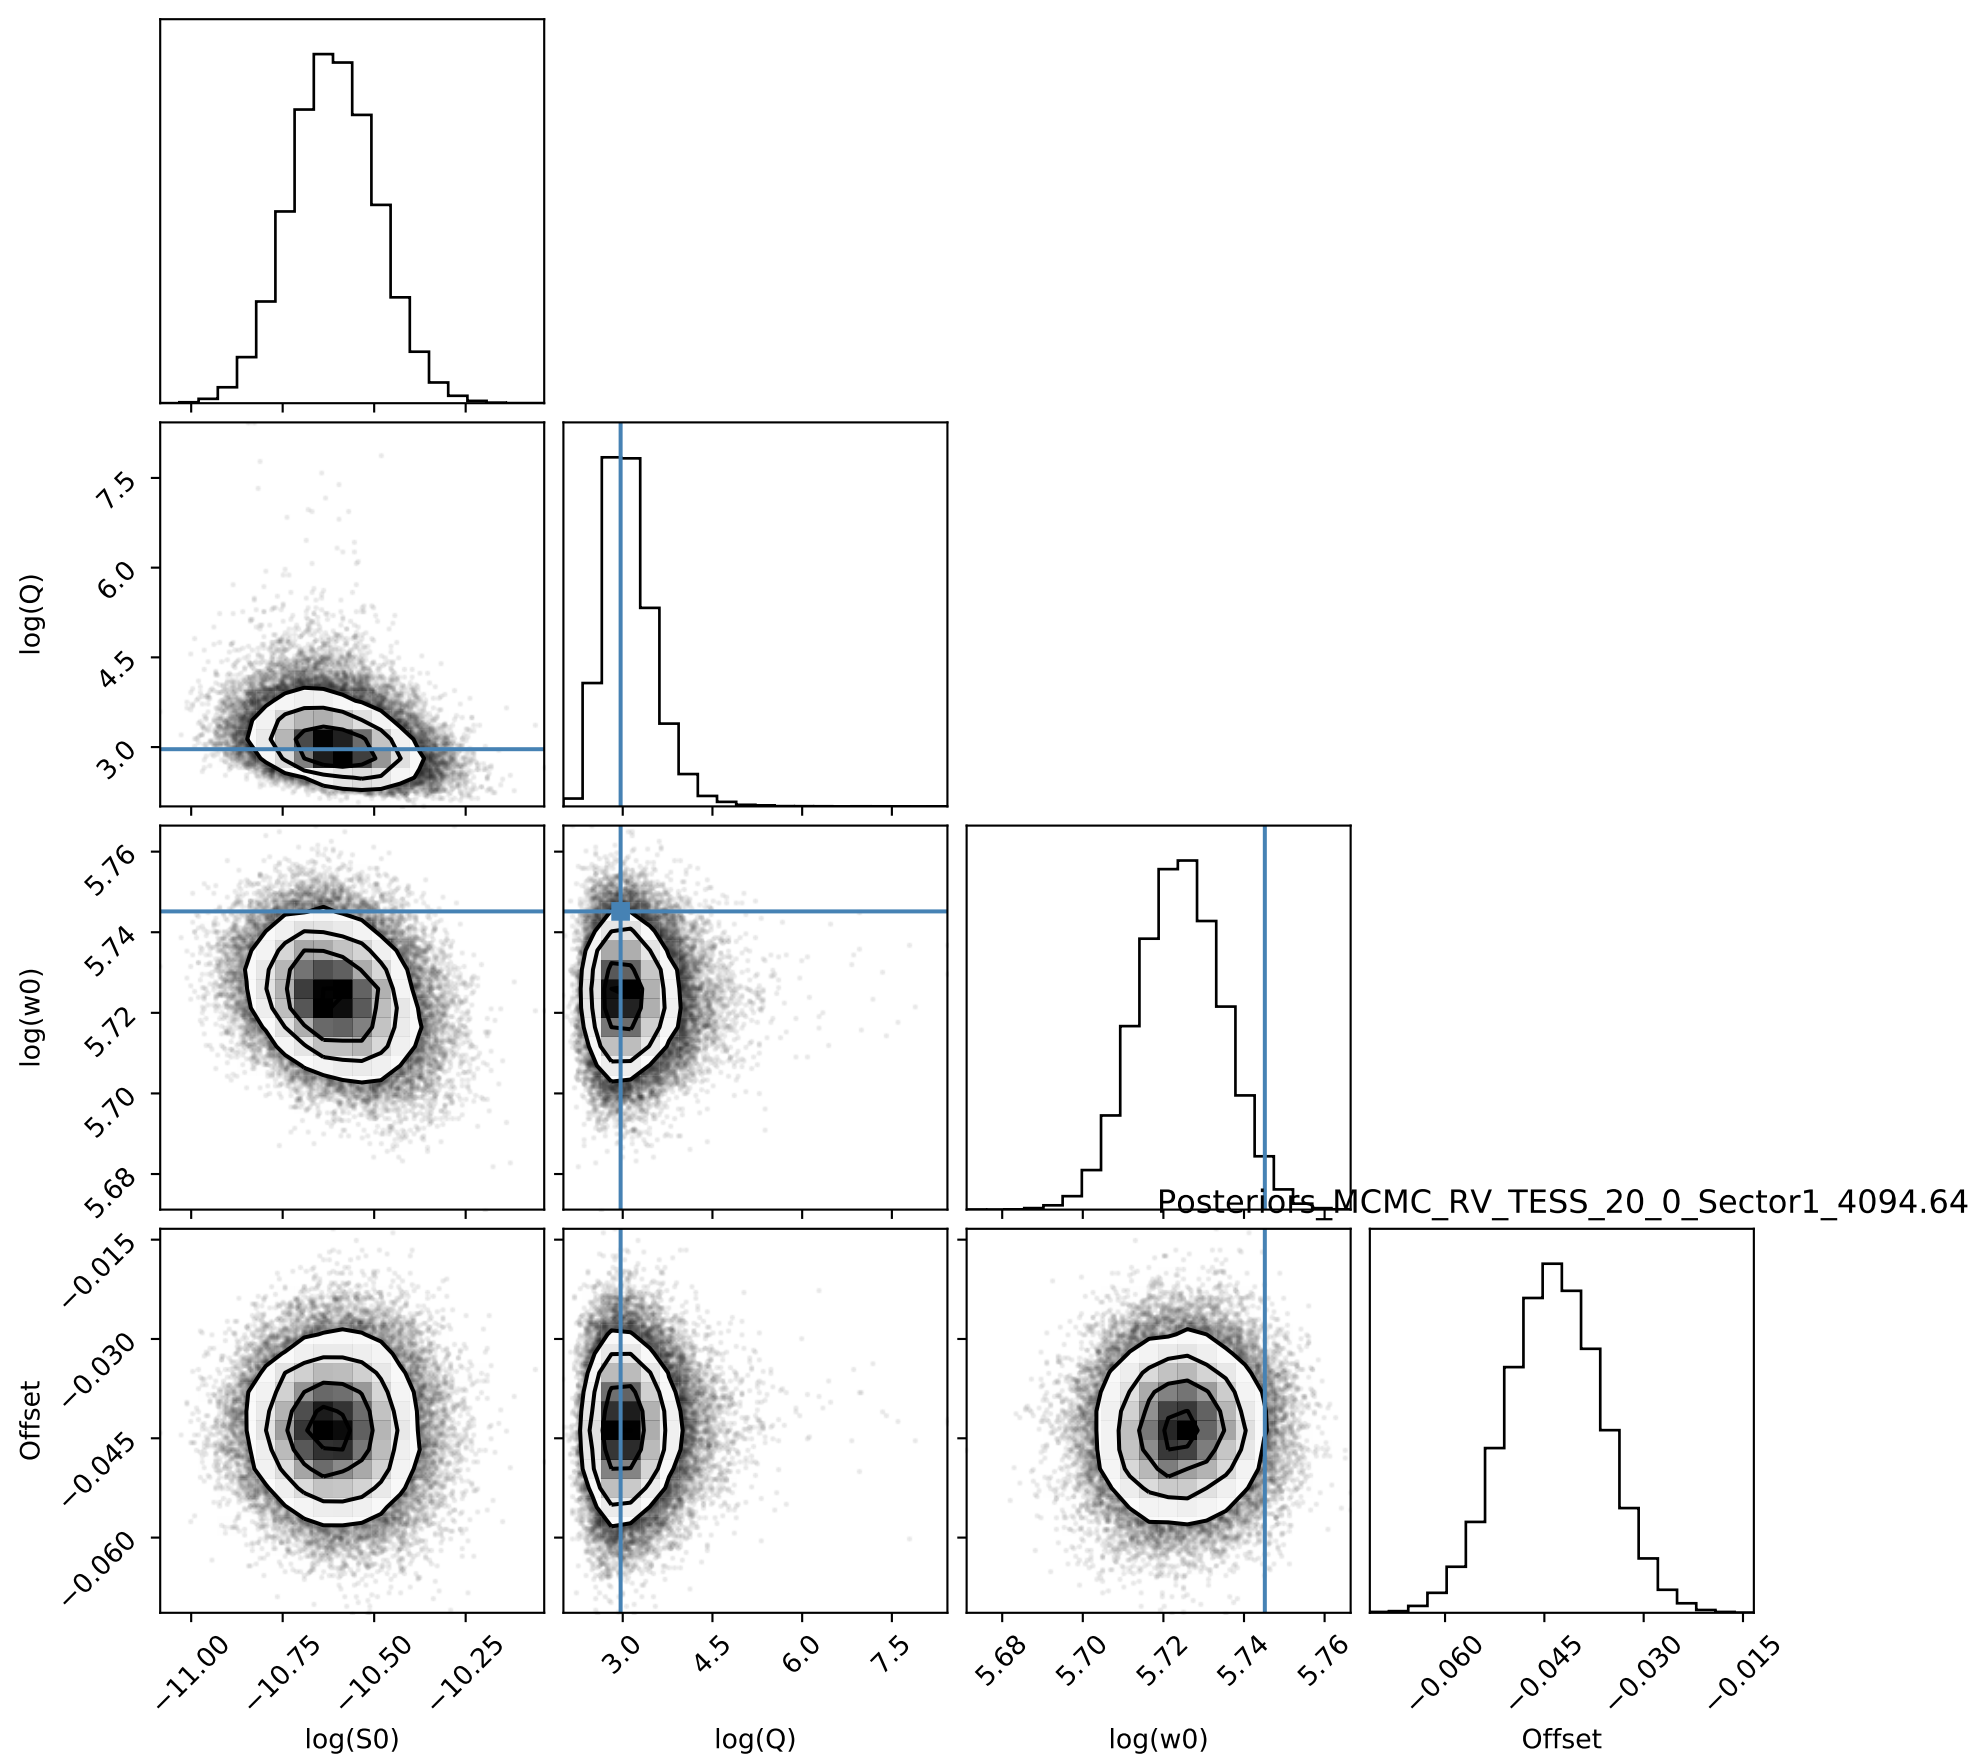 7.5
6.0
4.5
3.0
log(Q)
5.76
5.74
5.72
5.70
5.68
log(w0)
Posteriors_MCMC_RV_TESS_20_0_Sector1_4094.64
−0.015
−0.030
−0.045
−0.060
Offset
−11.00 −10.75 −10.50 −10.25
3.0 4.5 6.0 7.5
5.68 5.70 5.72 5.74 5.76
−0.060 −0.045 −0.030 −0.015
log(S0) log(Q) log(w0) Offset